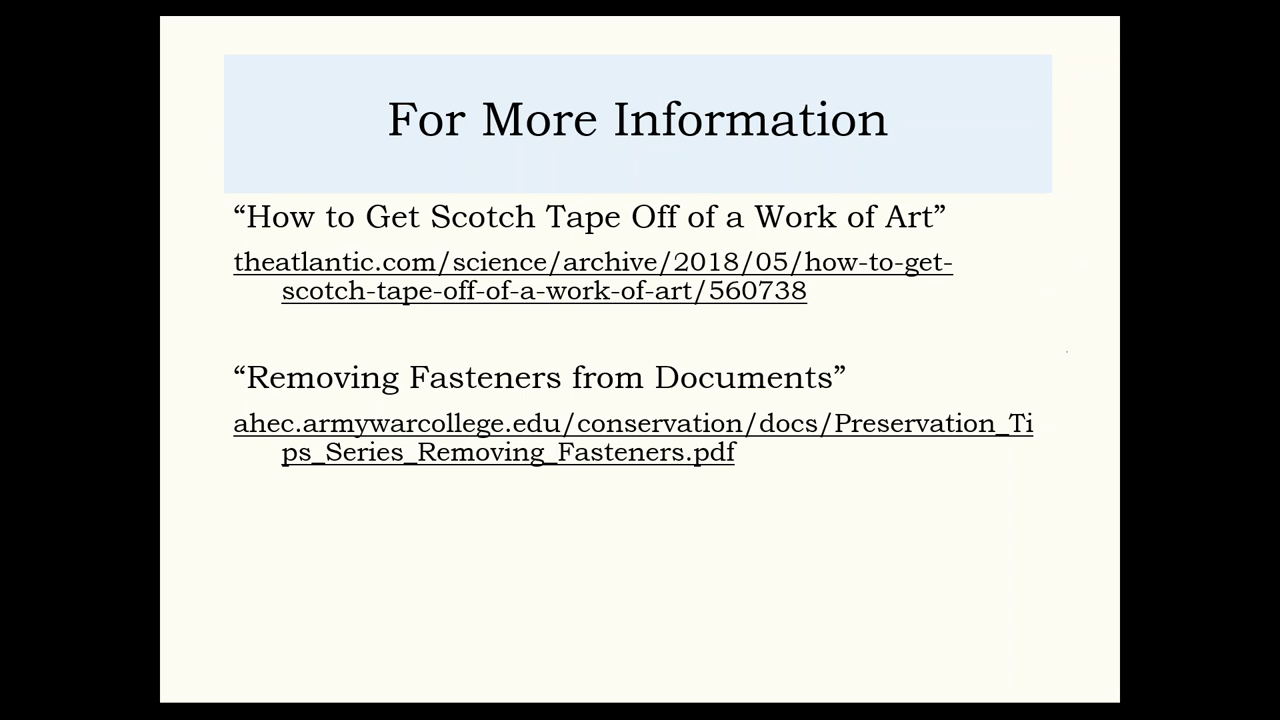 For More Information
“How to Get Scotch Tape Off of a Work of Art”
theatlantic.com/science/archive/2018/05/how-to-get-
scotch-tape-off-of-a-work-of-art/560738
“Removing Fasteners from Documents”
ahec.armywarcollege.edu/conservation/docs/Preservation_Ti
ps_Series_Removing_Fasteners.pdf